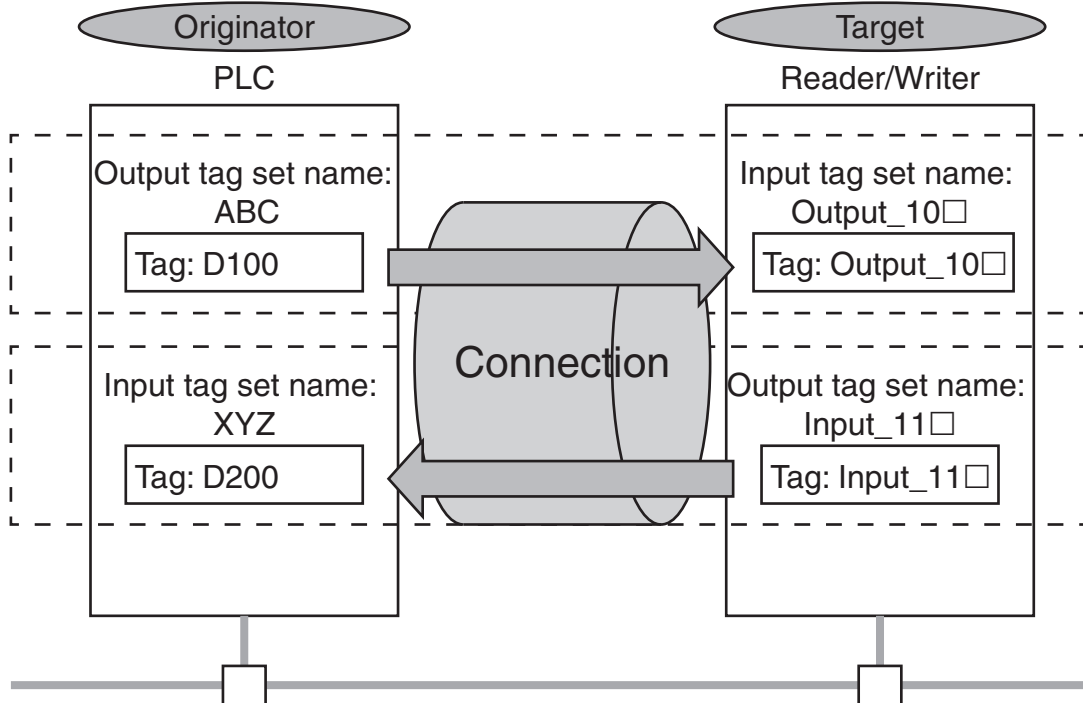 Originator
PLC
Output tag set name:
ABC
Tag: D100
Input tag set name:
XYZ
Tag: D200
Connection
Target
Reader/Writer
Input tag set name:
Output_10□
Tag: Output_10□
Output tag set name:
Input_11□
Tag: Input_11□